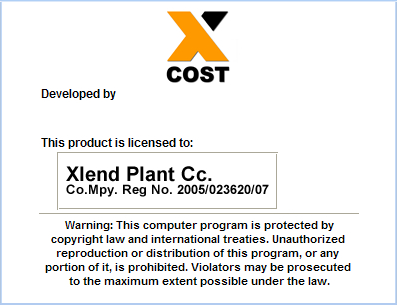 X
COST
Developed by
This product is licensed to:
Xlend Plant Cc.
Co.Mpy. Reg No. 2005/023620/07
Warning: This computer program is protected by
copyright law and international treaties. Unauthorized
reproduction or distribution of this program, or any
portion of it, is prohibited. Violators may be prosecuted
to the maximum extent possible under the law.